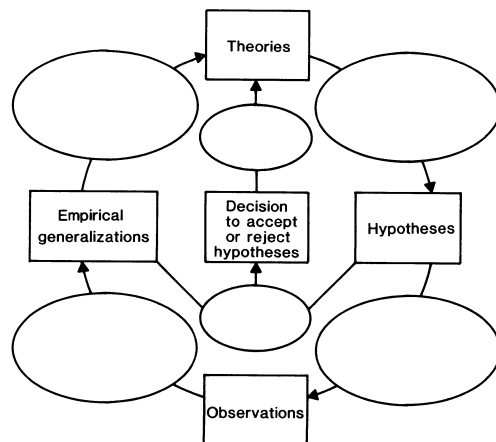 Theories
Empirical
generalizations
Decision
to accept
or reject
hypotheses
Hypotheses
Observations